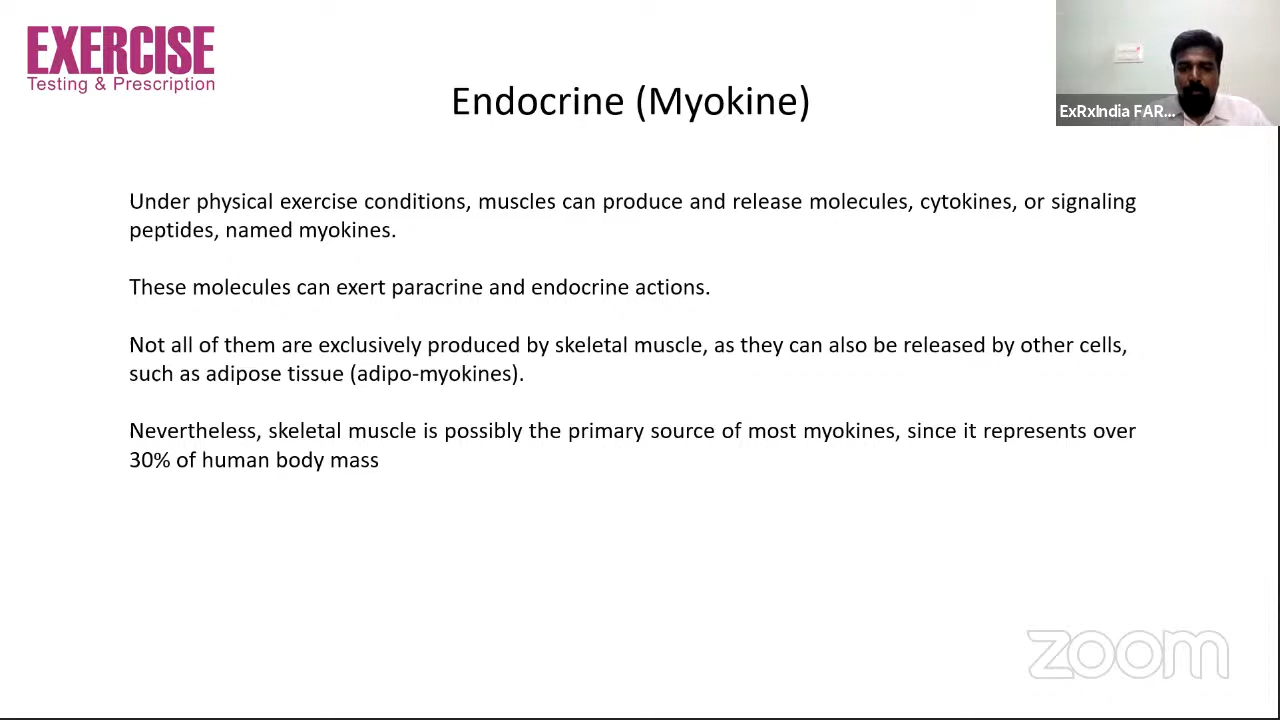 EXERCISE
Testing & Prescription
Endocrine (Myokine)
ExRxIndia FAR...
Under physical exercise conditions, muscles can produce and release molecules, cytokines, or signaling
peptides, named myokines.
These molecules can exert paracrine and endocrine actions.
Not all of them are exclusively produced by skeletal muscle, as they can also be released by other cells,
such as adipose tissue (adipo-myokines).
Nevertheless, skeletal muscle is possibly the primary source of most myokines, since it represents over
30% of human body mass
zoom